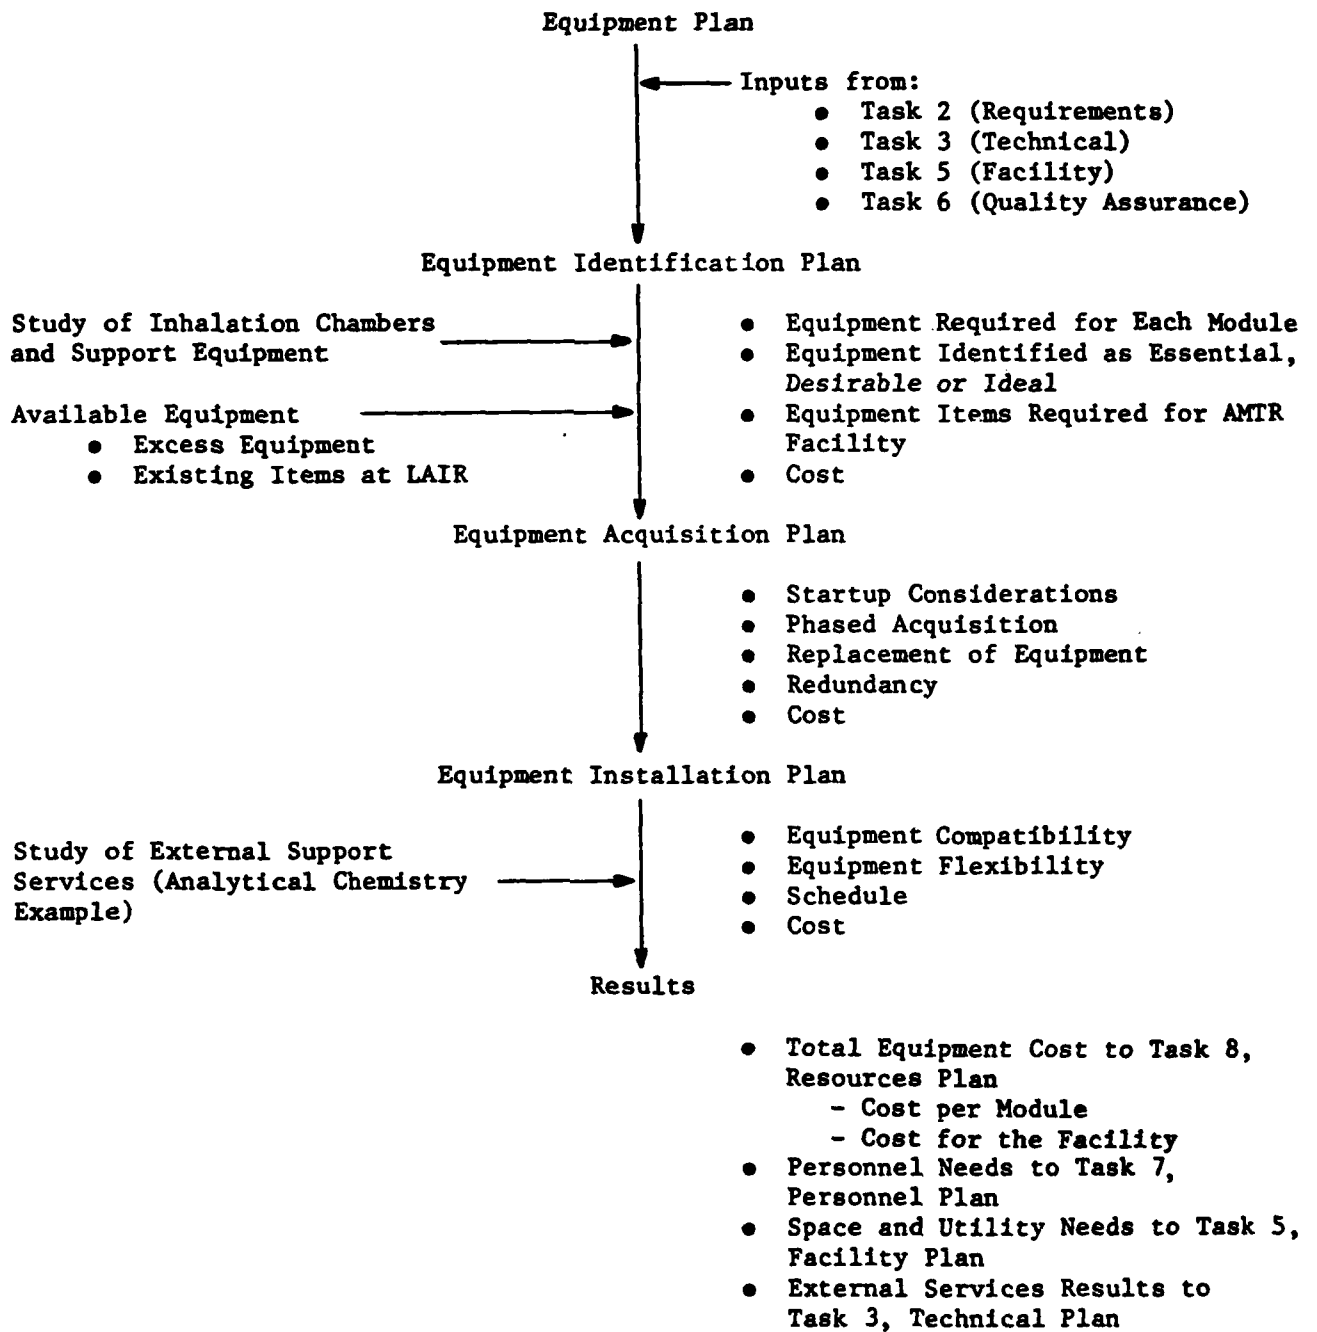 Equipment Plan
Inputs from:
● Task 2 (Requirements)
● Task 3 (Technical)
● Task 5 (Facility)
● Task 6 (Quality Assurance)
Equipment Identification Plan
Study of Inhalation Chambers
and Support Equipment
Available Equipment
● Excess Equipment
● Existing Items at LAIR
● Equipment Required for Each Module
● Equipment Identified as Essential,
Desirable or Ideal
● Equipment Items Required for AMTR
Facility
● Cost
Equipment Acquisition Plan
● Startup Considerations
● Phased Acquisition
● Replacement of Equipment
● Redundancy
● Cost
Equipment Installation Plan
Study of External Support
Services (Analytical Chemistry
Example)
● Equipment Compatibility
● Equipment Flexibility
● Schedule
● Cost
Results
● Total Equipment Cost to Task 8,
Resources Plan
- Cost per Module
- Cost for the Facility
● Personnel Needs to Task 7,
Personnel Plan
● Space and Utility Needs to Task 5,
Facility Plan
● External Services Results to
Task 3, Technical Plan